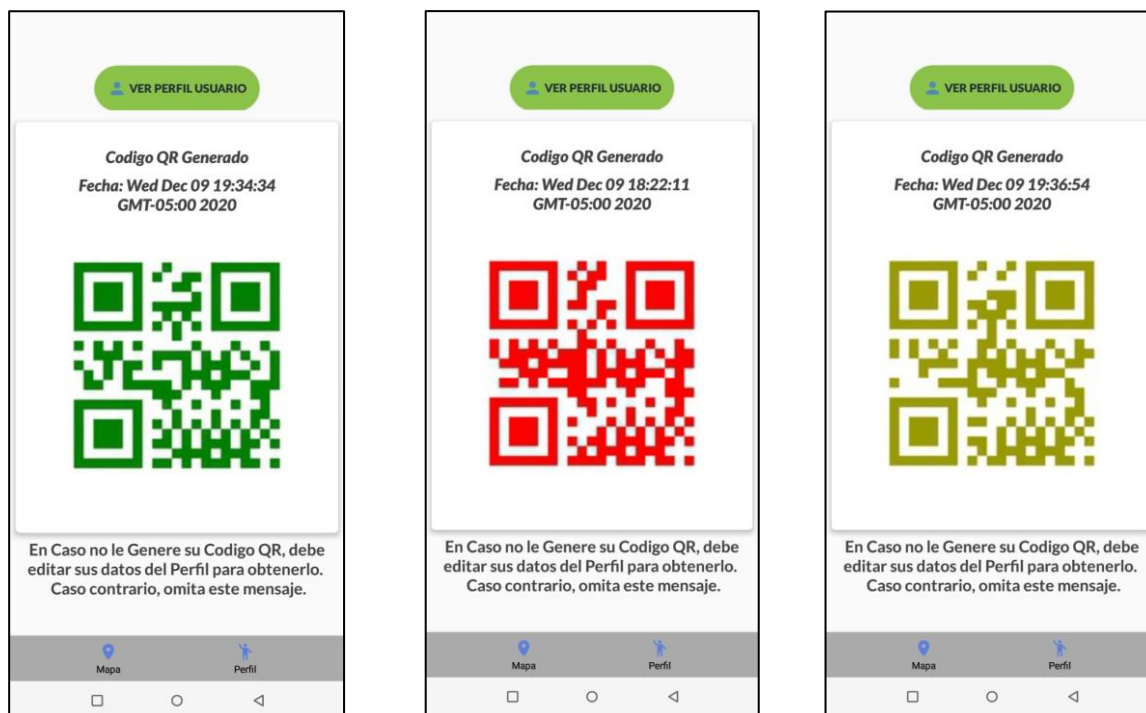 VER PERFIL USUARIO
Codigo QR Generado
Fecha: Wed Dec 09 19:34:34
GMT-05:00 2020
En Caso no le Genere su Codigo QR, debe
editar sus datos del Perfil para obtenerlo.
Caso contrario, omita este mensaje.
Mapa
Perfil
VER PERFIL USUARIO
Codigo QR Generado
Fecha: Wed Dec 09 18:22:11
GMT-05:00 2020
En Caso no le Genere su Codigo QR, debe
editar sus datos del Perfil para obtenerlo.
Caso contrario, omita este mensaje.
Mapa
Perfil
VER PERFIL USUARIO
Codigo QR Generado
Fecha: Wed Dec 09 19:36:54
GMT-05:00 2020
En Caso no le Genere su Codigo QR, debe
editar sus datos del Perfil para obtenerlo.
Caso contrario, omita este mensaje.
Mapa
Perfil